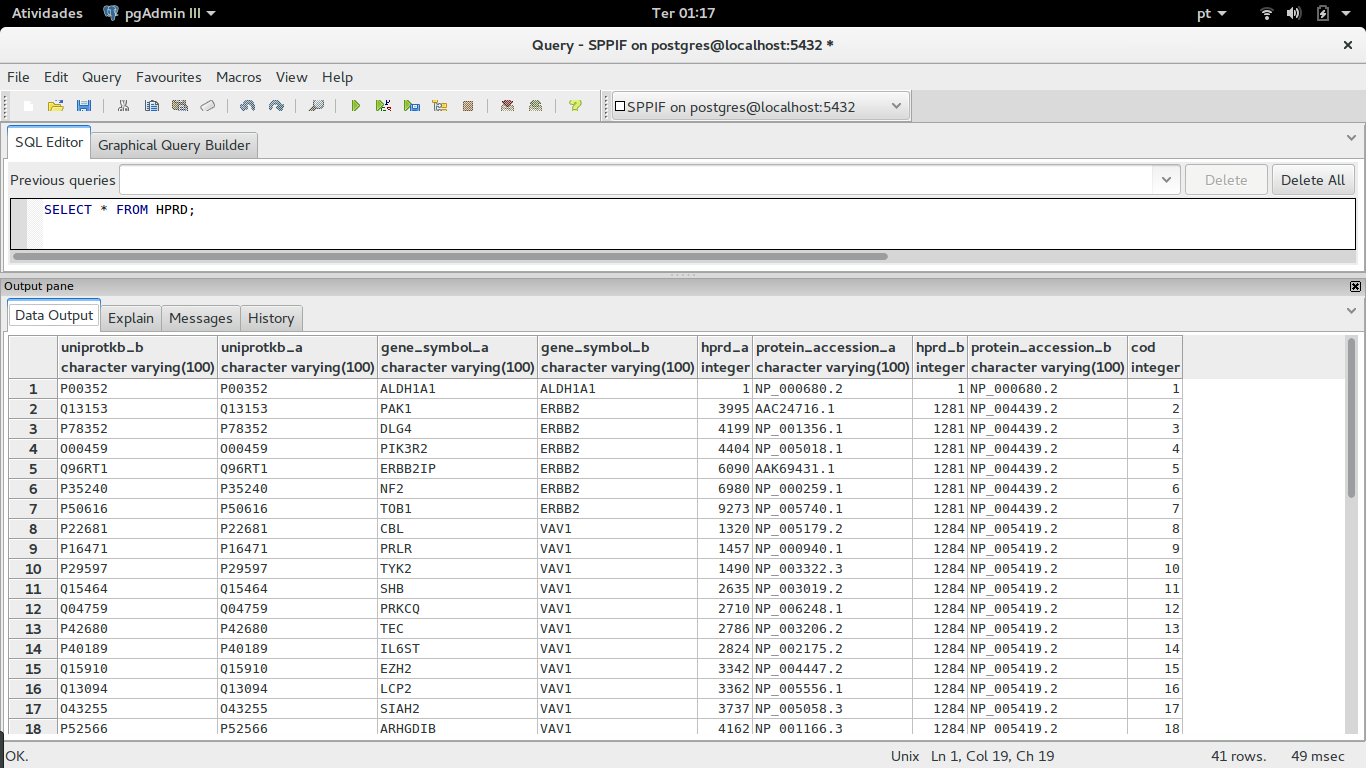 Atividades pgAdmin III Ter 01:17 pt
Query - SPPIF on postgres@localhost:5432 *
File Edit Query Favourites Macros View Help
SPPIF on postgres@localhost:5432
SQL Editor Graphical Query Builder
Previous queries Delete Delete All
SELECT * FROM HPRD;
Output pane
Data Output Explain Messages History
uniprotkb_b uniprotkb_a gene_symbol_a gene_symbol_b hprd_a protein_accession_a hprd_b protein_accession_b cod
character varying(100) character varying(100) character varying(100) character varying(100) integer character varying(100) integer character varying(100) integer
1 P00352 P00352 ALDH1A1 ALDH1A1 1 NP_000680.2 1 NP_000680.2 1
2 Q13153 Q13153 PAK1 ERBB2 3995 AAC24716.1 1281 NP_004439.2 2
3 P78352 P78352 DLG4 ERBB2 4199 NP_001356.1 1281 NP_004439.2 3
4 O00459 O00459 PIK3R2 ERBB2 4404 NP_005018.1 1281 NP_004439.2 4
5 Q96RT1 Q96RT1 ERBB2IP ERBB2 6090 AAK69431.1 1281 NP_004439.2 5
6 P35240 P35240 NF2 ERBB2 6980 NP_000259.1 1281 NP_004439.2 6
7 P50616 P50616 TOB1 ERBB2 9273 NP_005740.1 1281 NP_004439.2 7
8 P22681 P22681 CBL VAV1 1320 NP_005179.2 1284 NP_005419.2 8
9 P16471 P16471 PRLR VAV1 1457 NP_000940.1 1284 NP_005419.2 9
10 P29597 P29597 TYK2 VAV1 1490 NP_003322.3 1284 NP_005419.2 10
11 Q15464 Q15464 SHB VAV1 2635 NP_003019.2 1284 NP_005419.2 11
12 Q04759 Q04759 PRKCQ VAV1 2710 NP_006248.1 1284 NP_005419.2 12
13 P42680 P42680 TEC VAV1 2786 NP_003206.2 1284 NP_005419.2 13
14 P40189 P40189 IL6ST VAV1 2824 NP_002175.2 1284 NP_005419.2 14
15 Q15910 Q15910 EZH2 VAV1 3342 NP_004447.2 1284 NP_005419.2 15
16 Q13094 Q13094 LCP2 VAV1 3362 NP_005556.1 1284 NP_005419.2 16
17 O43255 O43255 SIAH2 VAV1 3737 NP_005058.3 1284 NP_005419.2 17
18 P52566 P52566 ARHGDIB VAV1 4162 NP_001166.3 1284 NP_005419.2 18
OK. Unix Ln 1, Col 19, Ch 19 41 rows. 49 msec